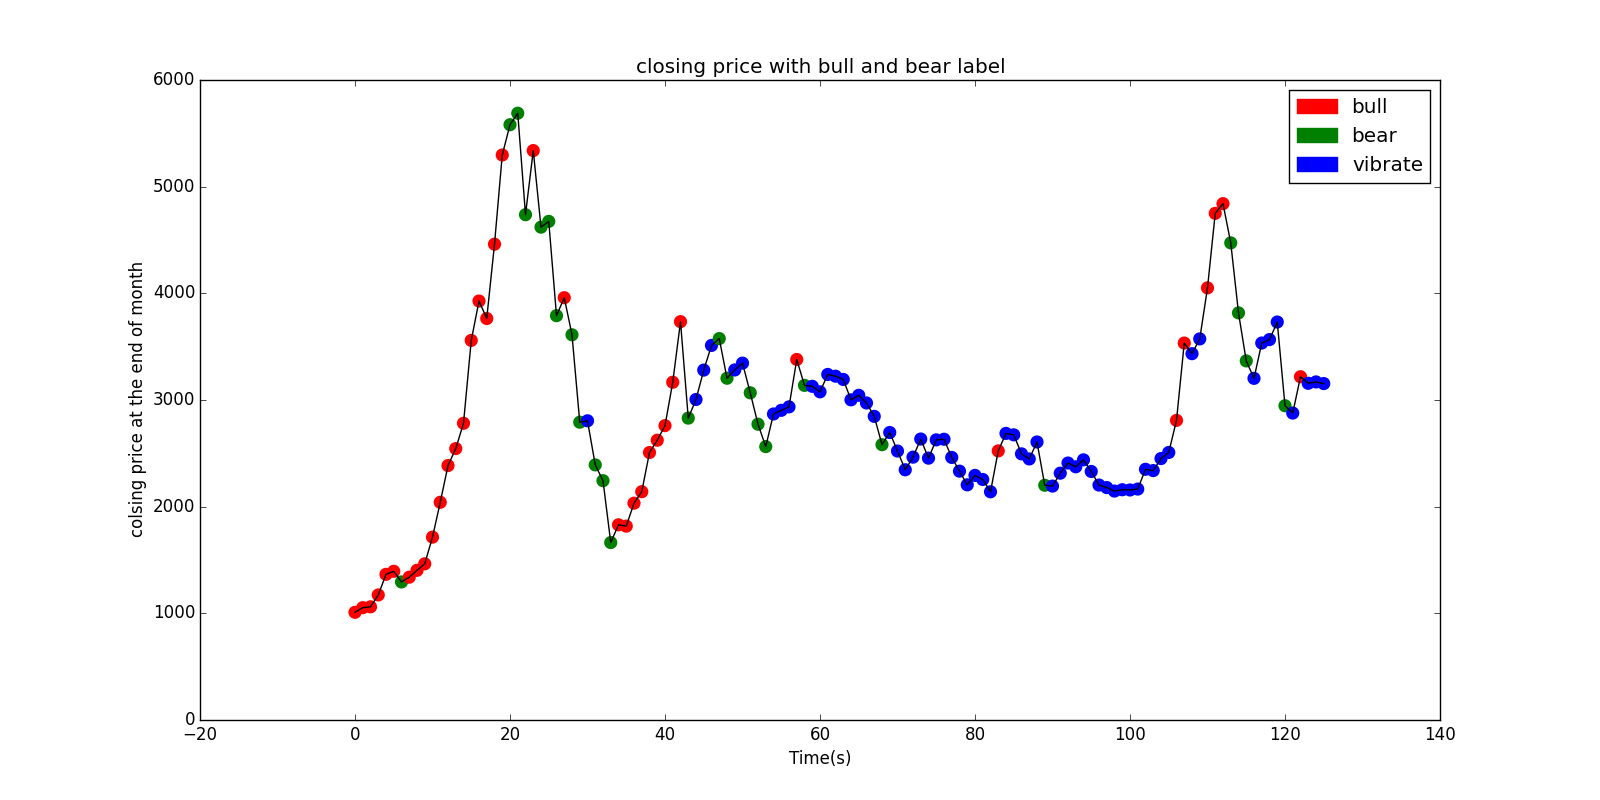 closing price with bull and bear label
bull
bear
vibrate
6000
5000
4000
3000
2000
1000
0
colsing price at the end of month
−20 0 20 40 60 80 100 120 140
Time(s)